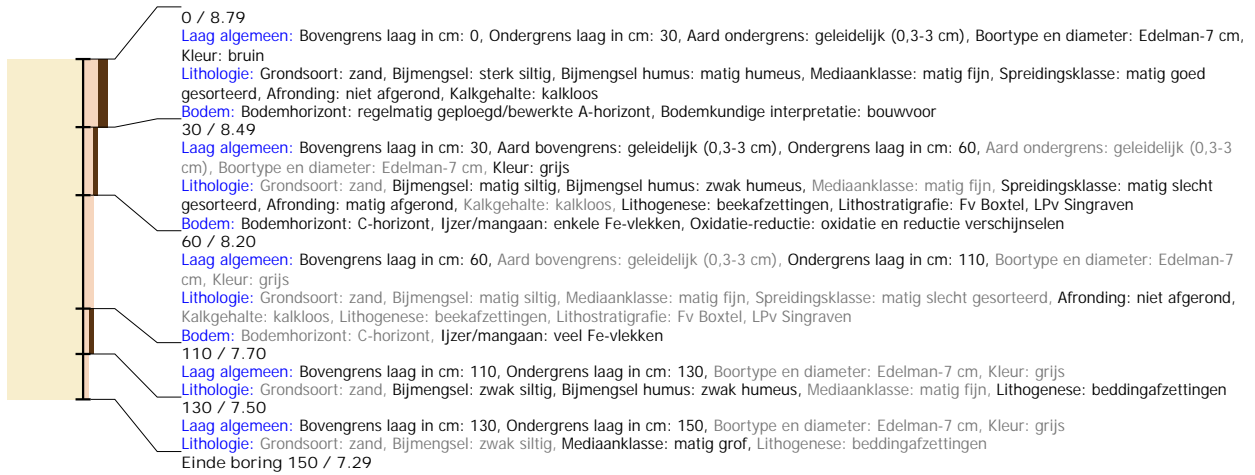 0 / 8.79
Laag algemeen: Bovengrens laag in cm: 0, Ondergrens laag in cm: 30, Aard ondergrens: geleidelijk (0,3-3 cm), Boortype en diameter: Edelman-7 cm,
Kleur: bruin
Lithologie: Grondsoort: zand, Bijmengsel: sterk siltig, Bijmengsel humus: matig humeus, Mediaanklasse: matig fijn, Spreidingsklasse: matig goed
gesorteerd, Afronding: niet afgerond, Kalkgehalte: kalkloos
Bodem: Bodemhorizont: regelmatig geploegd/bewerkte A-horizont, Bodemkundige interpretatie: bouwvoor
30 / 8.49
Laag algemeen: Bovengrens laag in cm: 30, Aard bovengrens: geleidelijk (0,3-3 cm), Ondergrens laag in cm: 60, Aard ondergrens: geleidelijk (0,3-3
cm), Boortype en diameter: Edelman-7 cm, Kleur: grijs
Lithologie: Grondsoort: zand, Bijmengsel: matig siltig, Bijmengsel humus: zwak humeus, Mediaanklasse: matig fijn, Spreidingsklasse: matig slecht
gesorteerd, Afronding: matig afgerond, Kalkgehalte: kalkloos, Lithogenese: beekafzettingen, Lithostratigrafie: Fv Boxtel, LPv Singraven
Bodem: Bodemhorizont: C-horizont, Ijzer/mangaan: enkele Fe-vlekken, Oxidatie-reductie: oxidatie en reductie verschijnselen
60 / 8.20
Laag algemeen: Bovengrens laag in cm: 60, Aard bovengrens: geleidelijk (0,3-3 cm), Ondergrens laag in cm: 110, Boortype en diameter: Edelman-7
cm, Kleur: grijs
Lithologie: Grondsoort: zand, Bijmengsel: matig siltig, Mediaanklasse: matig fijn, Spreidingsklasse: matig slecht gesorteerd, Afronding: niet afgerond,
Kalkgehalte: kalkloos, Lithogenese: beekafzettingen, Lithostratigrafie: Fv Boxtel, LPv Singraven
Bodem: Bodemhorizont: C-horizont, Ijzer/mangaan: veel Fe-vlekken
110 / 7.70
Laag algemeen: Bovengrens laag in cm: 110, Ondergrens laag in cm: 130, Boortype en diameter: Edelman-7 cm, Kleur: grijs
Lithologie: Grondsoort: zand, Bijmengsel: zwak siltig, Bijmengsel humus: zwak humeus, Mediaanklasse: matig fijn, Lithogenese: beddingafzettingen
130 / 7.50
Laag algemeen: Bovengrens laag in cm: 130, Ondergrens laag in cm: 150, Boortype en diameter: Edelman-7 cm, Kleur: grijs
Lithologie: Grondsoort: zand, Bijmengsel: zwak siltig, Mediaanklasse: matig grof, Lithogenese: beddingafzettingen
Einde boring 150 / 7.29